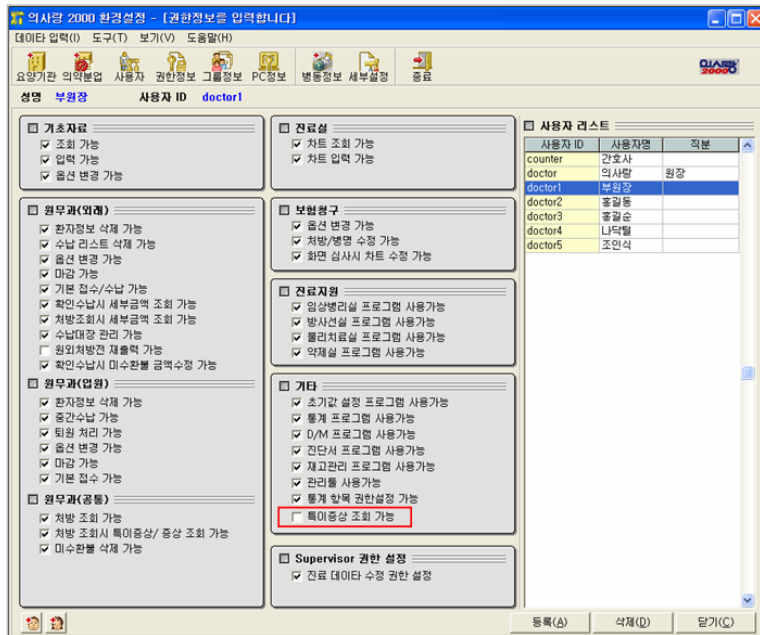 의사랑 2000 환경설정 - [권한정보를 입력합니다]
데이타 입력(I) 도구(T) 보기(V) 도움말(H)
요양기관 의약분업 사용자 권한정보 그룹정보 PC정보 병동정보 세부설정 종료
의사랑 2000
성명 부원장 사용자 ID doctor1
기초자료
조회 가능
입력 가능
옵션 변경 가능
원무과(외래)
환자정보 삭제 가능
수납 리스트 삭제 가능
옵션 변경 가능
마감 가능
기본 접수/수납 가능
확인수납시 세부금액 조회 가능
처방조회시 세부금액 조회 가능
수납대장 관리 가능
원외처방전 재출력 가능
확인수납시 미수환불 금액수정 가능
원무과(입원)
환자정보 삭제 가능
중간수납 가능
퇴원 처리 가능
옵션 변경 가능
마감 가능
기본 접수 가능
원무과(공통)
처방 조회 가능
처방 조회시 특이증상/ 증상 조회 가능
미수환불 삭제 가능
진료실
차트 조회 가능
차트 입력 가능
보험청구
옵션 변경 가능
처방/병명 수정 가능
화면 심사시 차트 수정 가능
진료지원
임상병리실 프로그램 사용가능
방사선실 프로그램 사용가능
물리치료실 프로그램 사용가능
약제실 프로그램 사용가능
기타
초기값 설정 프로그램 사용가능
통계 프로그램 사용가능
D/M 프로그램 사용가능
진단서 프로그램 사용가능
재고관리 프로그램 사용가능
관리툴 사용가능
통계 항목 권한설정 가능
특이증상 조회 가능
Supervisor 권한 설정
진료 데이타 수정 권한 설정
사용자 리스트
사용자 ID 사용자명 직분
counter 간호사
doctor 의사랑 원장
doctor1 부원장
doctor2 홍길동
doctor3 홍길순
doctor4 나닥털
doctor5 조인식
등록(A) 삭제(D) 닫기(C)